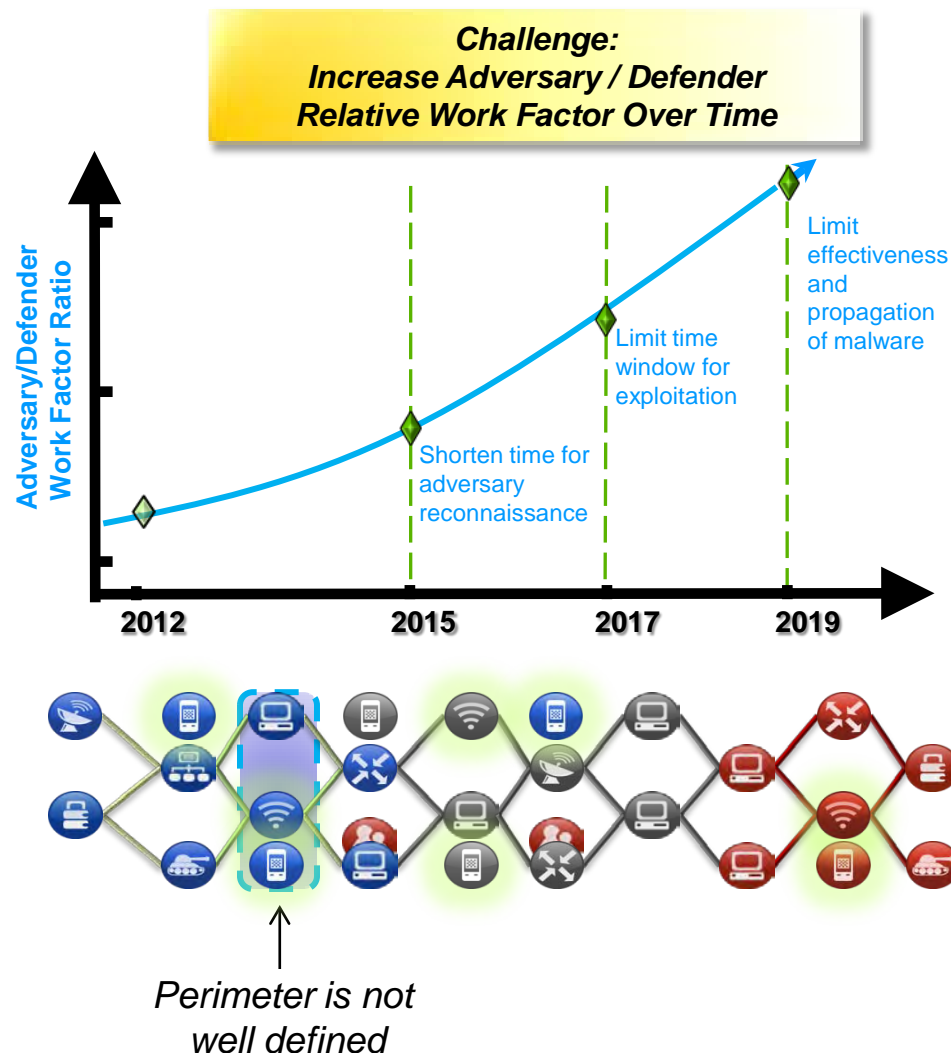 Challenge:
Increase Adversary / Defender
Relative Work Factor Over Time
Adversary/Defender
Work Factor Ratio
Limit
effectiveness
and
propagation
of malware
Limit time
window for
exploitation
Shorten time for
adversary
reconnaissance
2012
2015
2017
2019
Perimeter is not
well defined